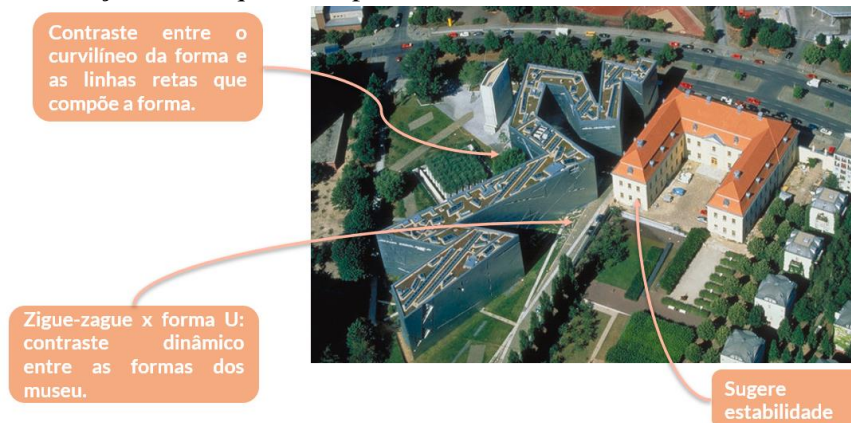 Contraste entre o
curvilíneo da forma e
as linhas retas que
compõe a forma.
Zigue-zague x forma U:
contraste dinâmico
entre as formas dos
museu.
Sugere
estabilidade